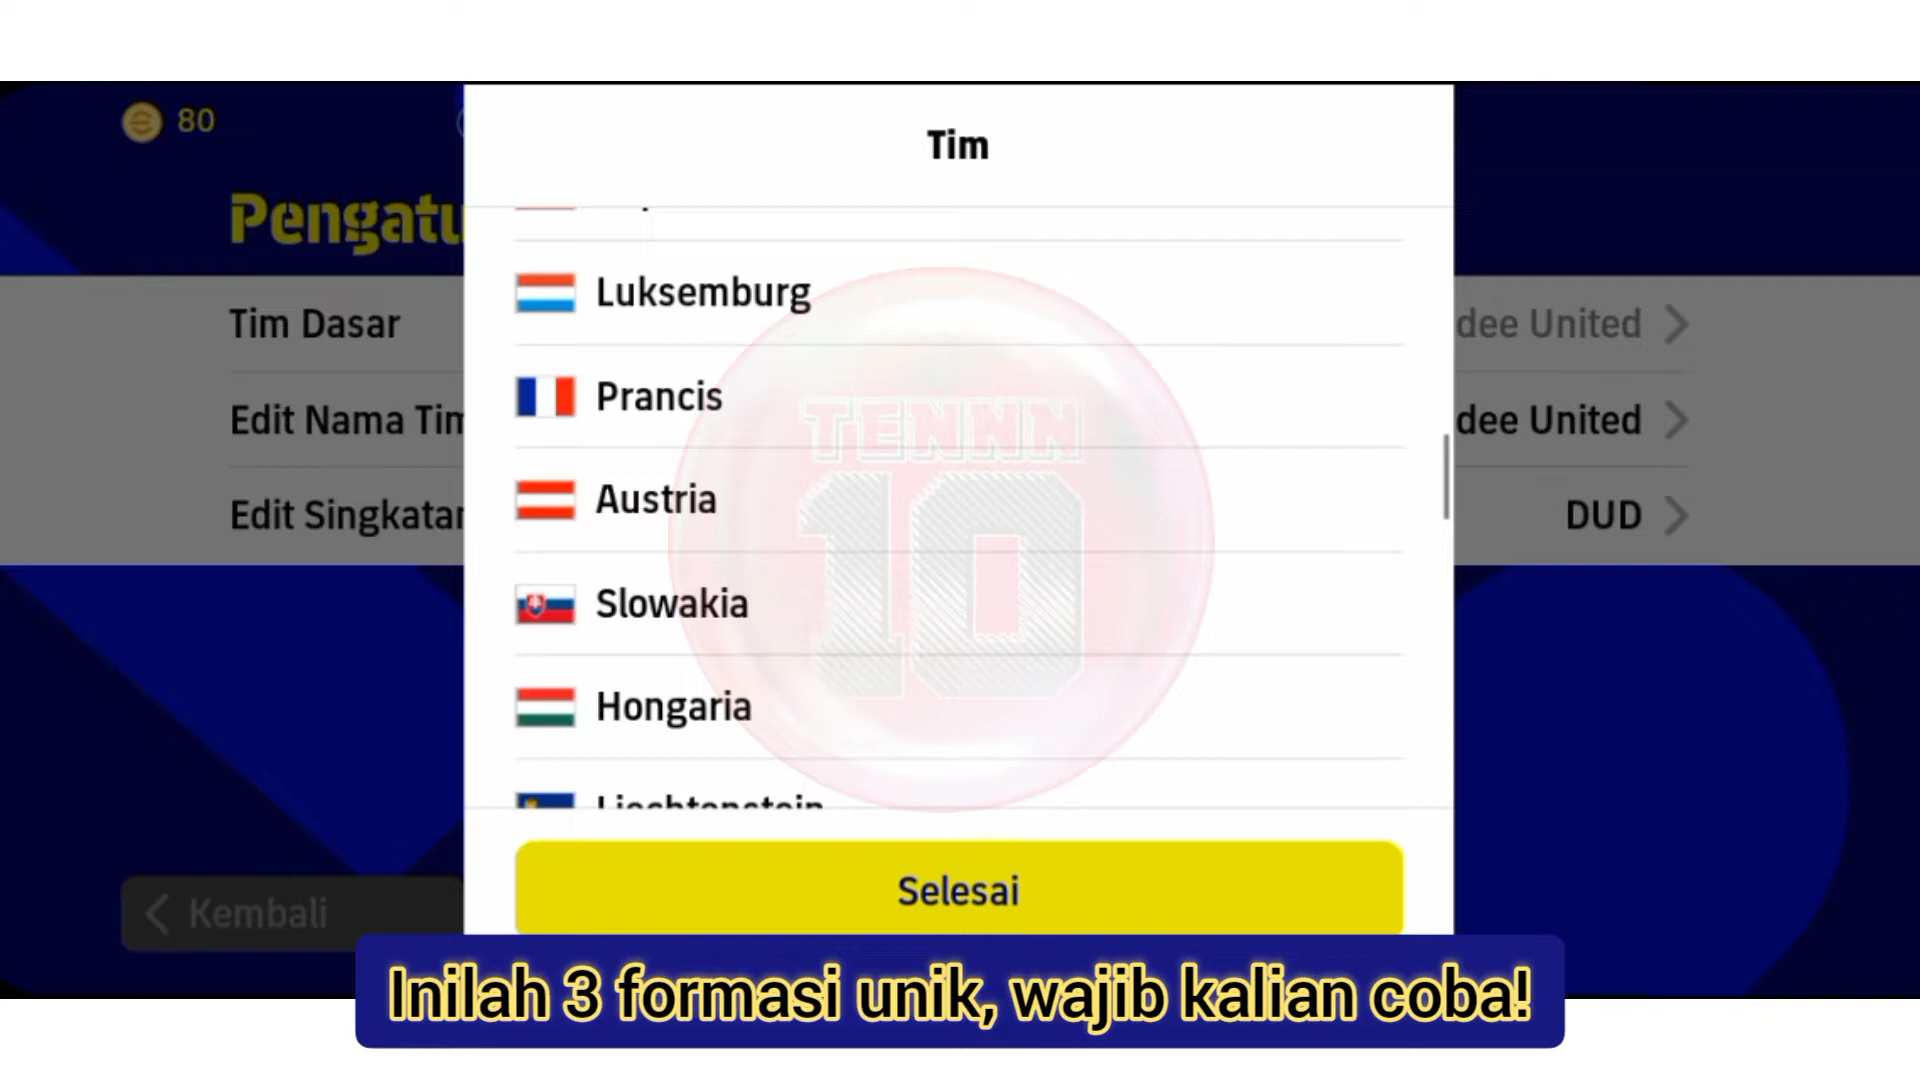 80
Tim
Pengatu
Luksemburg
Tim Dasar
dee United
Prancis
Edit Nama Tim
dee United
TENNN
10
Austria
Edit Singkatan
DUD
Slowakia
Hongaria
Liechtenstein
Selesai
Kembali
Inilah 3 formasi unik, wajib kalian coba!